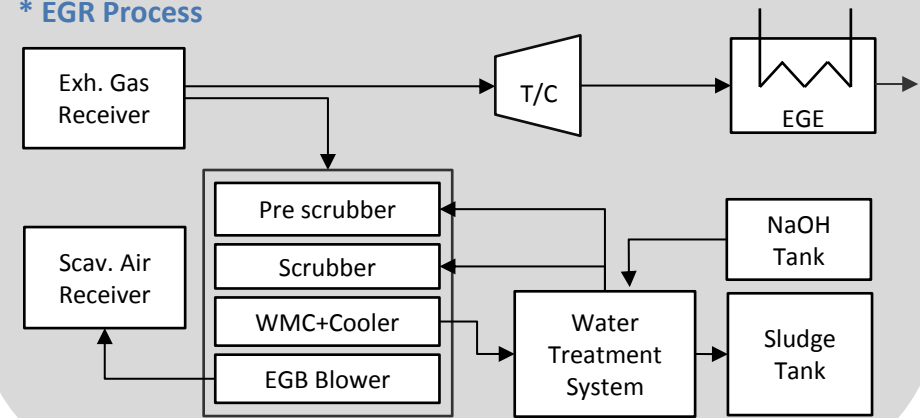 * EGR Process
Exh. Gas
Receiver
T/C
EGE
Pre scrubber
Scrubber
WMC+Cooler
EGB Blower
Scav. Air
Receiver
Water
Treatment
System
NaOH
Tank
Sludge
Tank